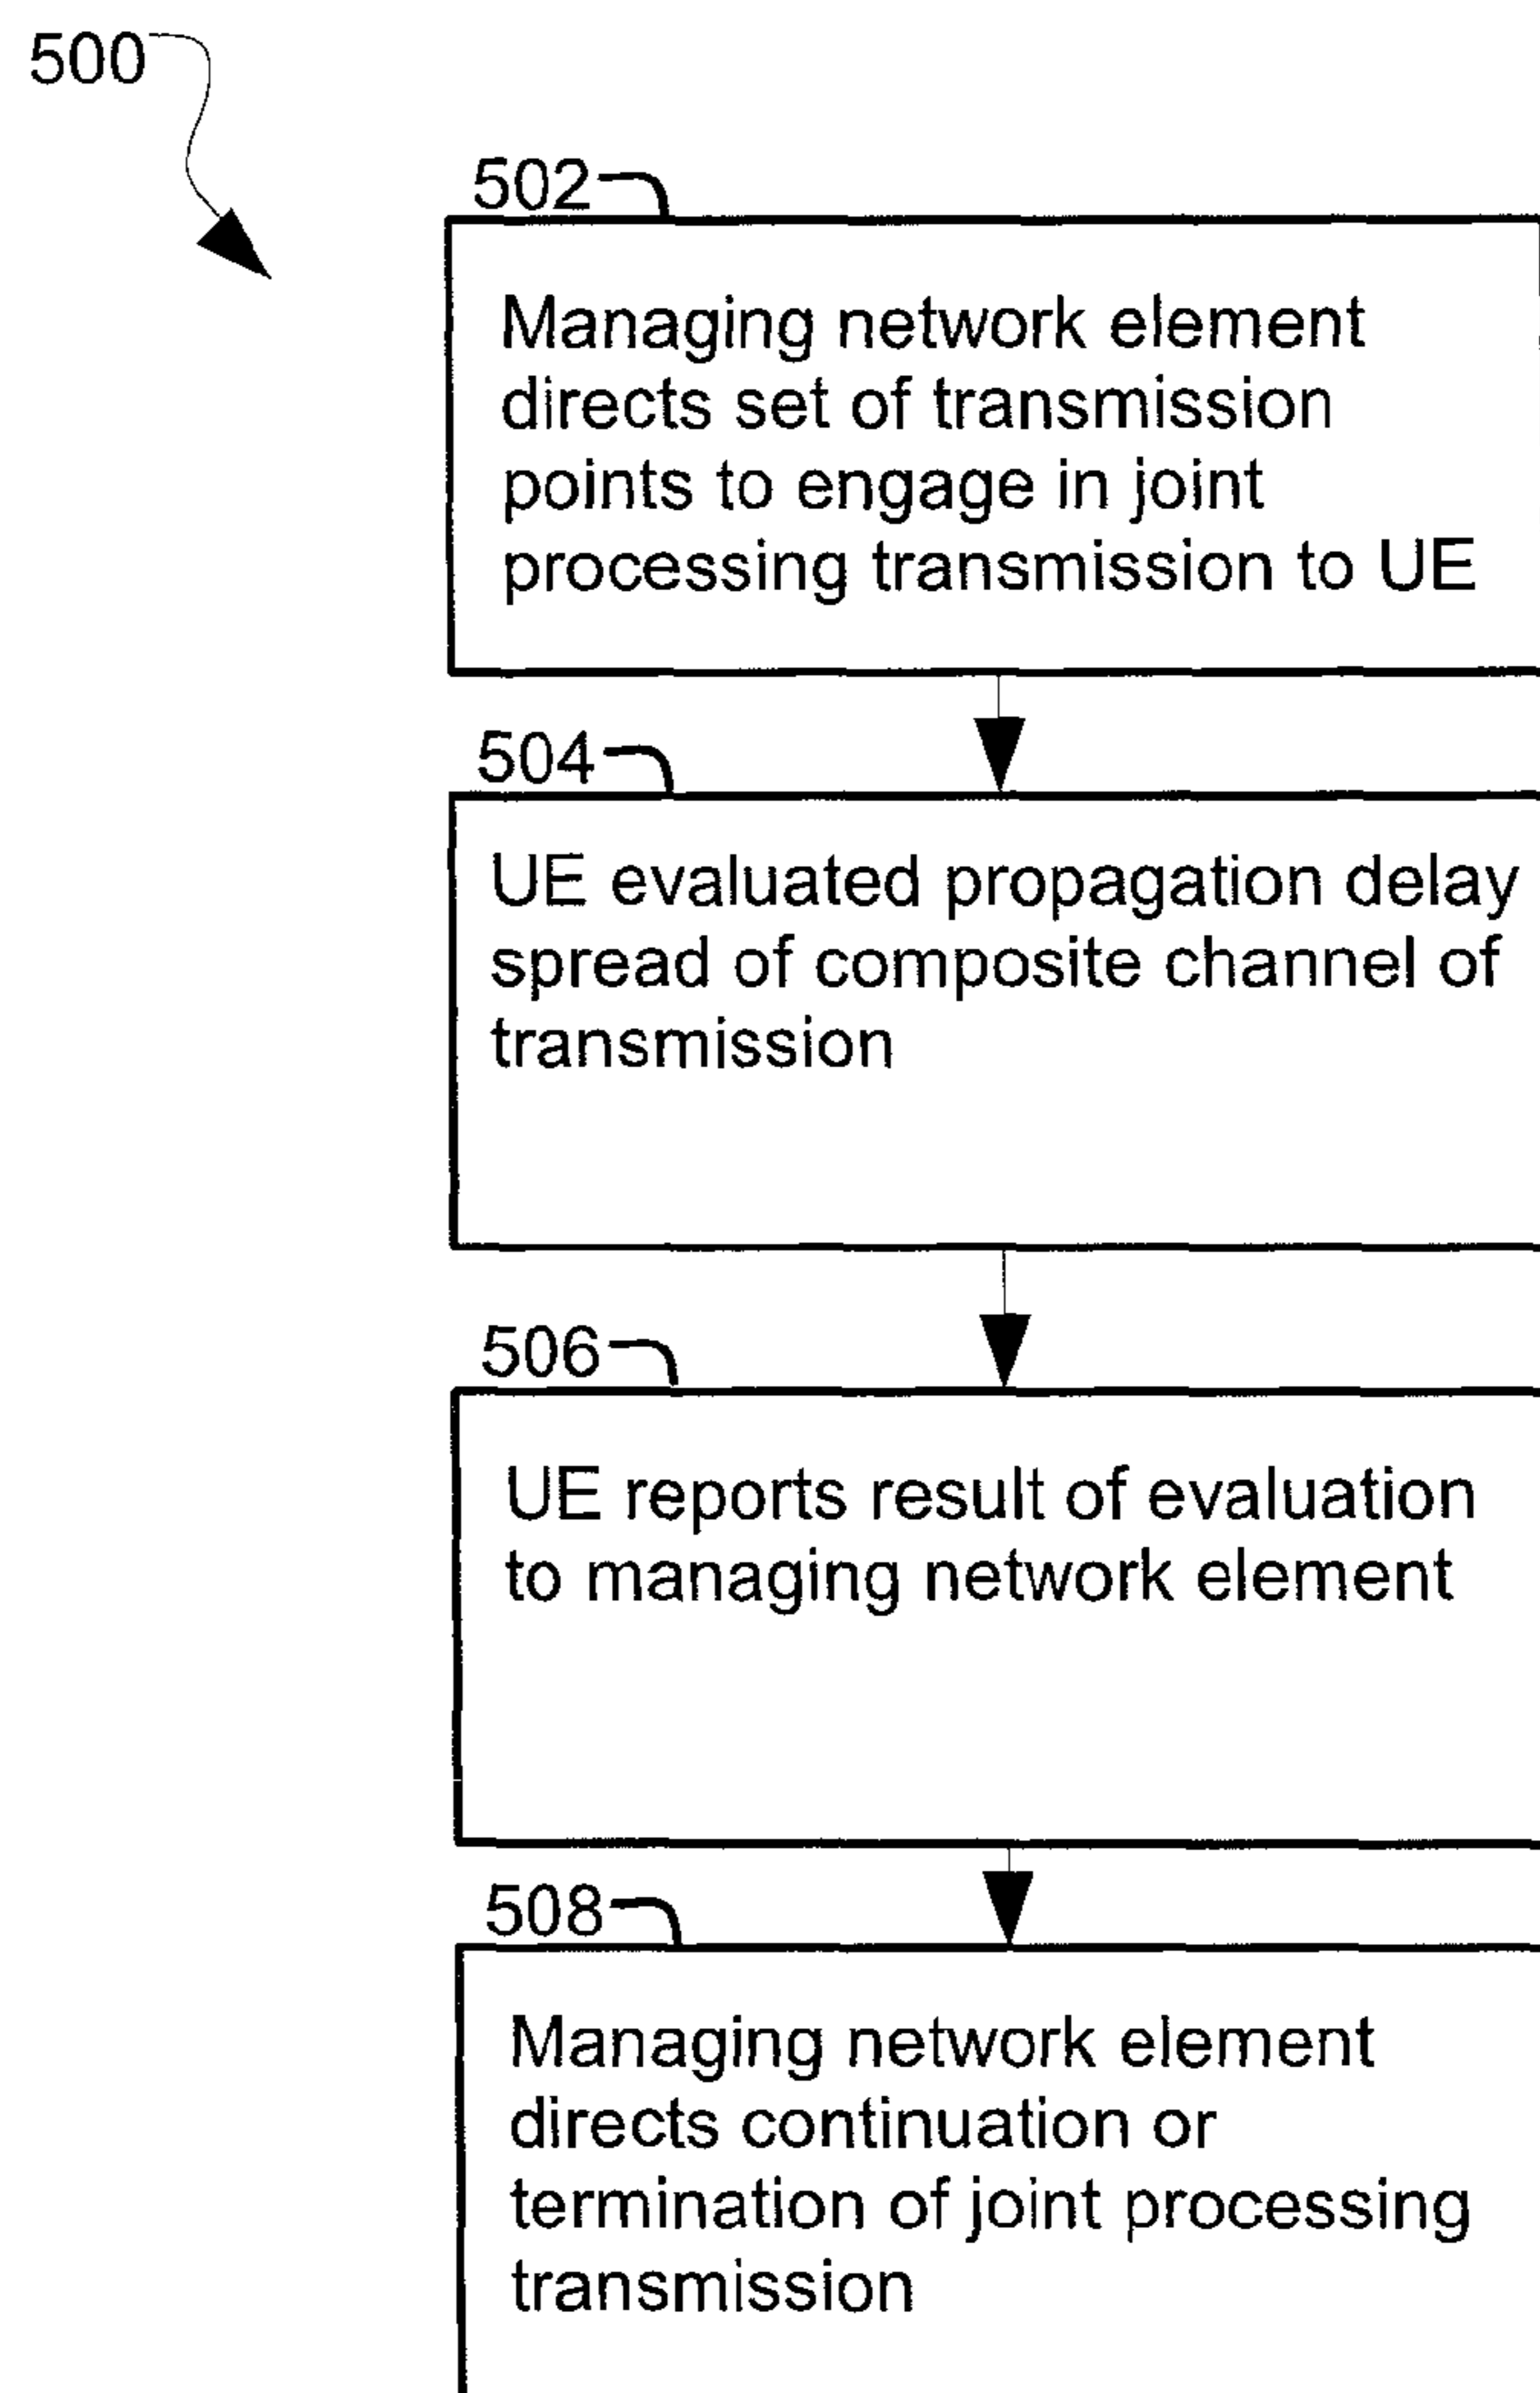 500
502
Managing network element
directs set of transmission
points to engage in joint
processing transmission to UE
504
UE evaluated propagation delay
spread of composite channel of
transmission
506
UE reports result of evaluation
to managing network element
508
Managing network element
directs continuation or
termination of joint processing
transmission